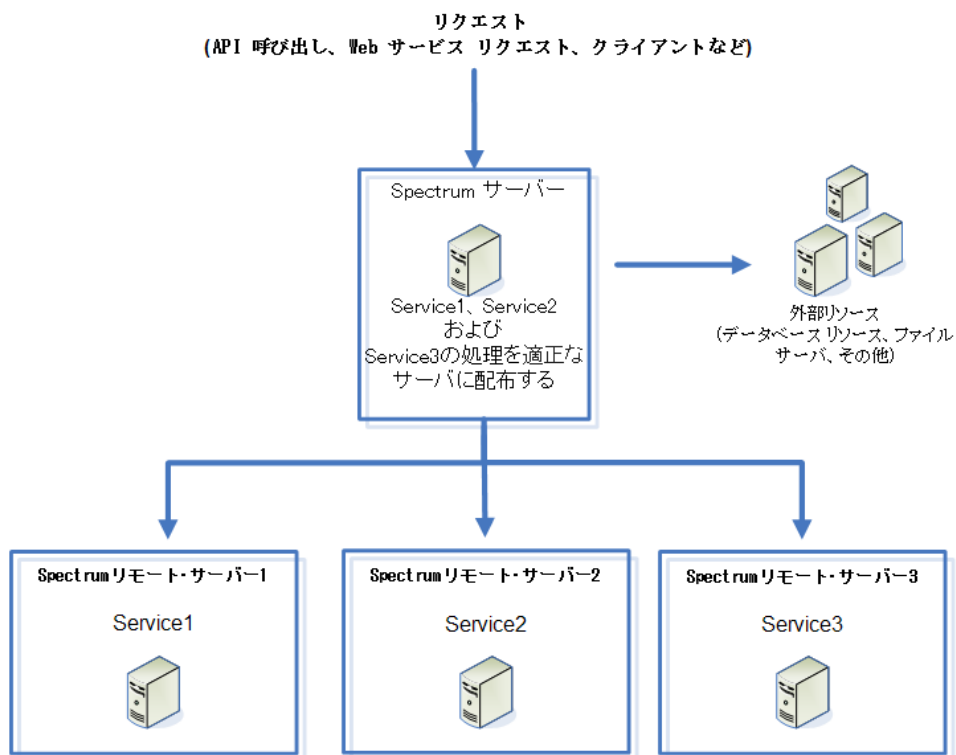 リクエスト
(API 呼び出し、Web サービス リクエスト、クライアントなど)
Spectrum サーバー
Service1、Service2
および
Service3の処理を適正な
サーバに配布する
外部リソース
(データベースリソース、ファイル
サーバ、その他)
Spectrumリモート・サーバー1
Service1
Spectrumリモート・サーバー2
Service2
Spectrumリモート・サーバー3
Service3